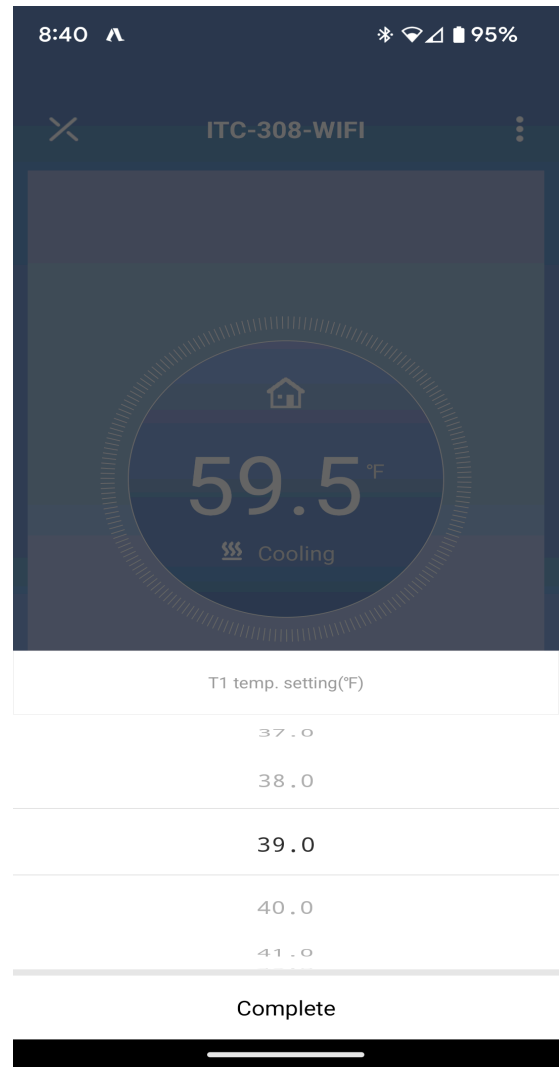 8:40 95%
ITC-308-WIFI
59.5°F
Cooling
T1 temp. setting(°F)
37.0
38.0
39.0
40.0
41.0
Complete